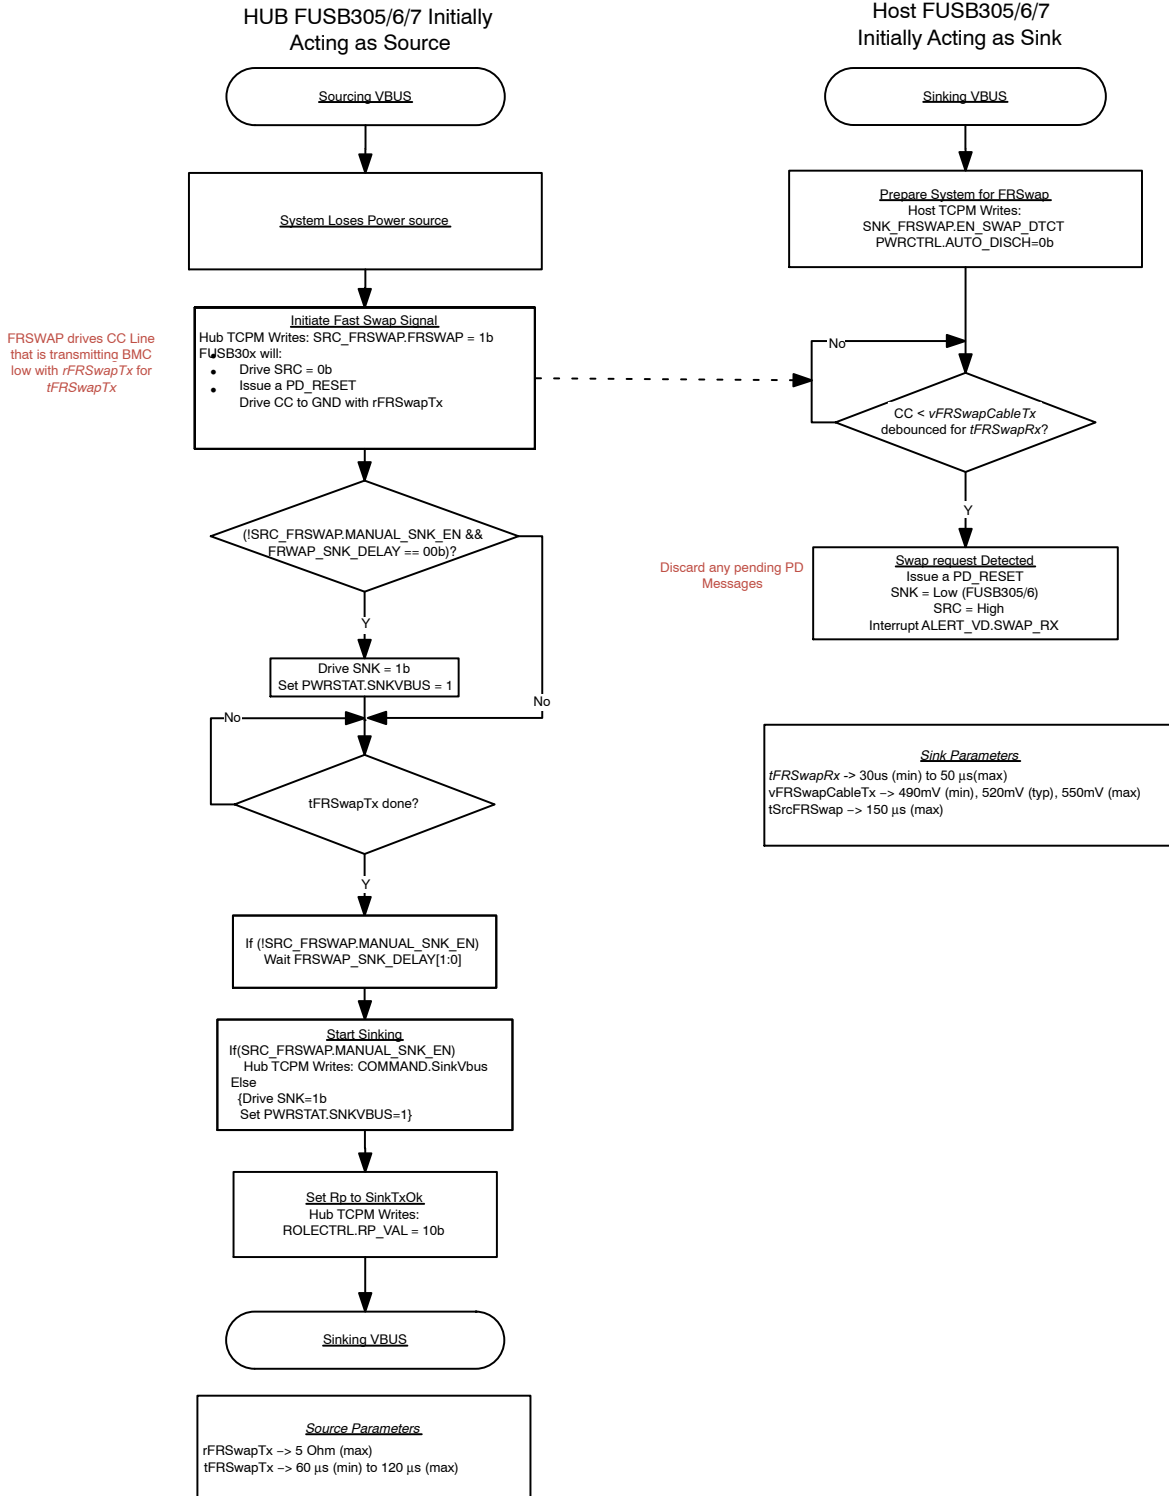 HUB FUSB305/6/7 Initially
Acting as Source
Host FUSB305/6/7
Initially Acting as Sink
Sourcing VBUS
Sinking VBUS
System Loses Power source
Prepare System for FRSwap
Host TCPM Writes:
SNK_FRSWAP.EN_SWAP_DTCT
PWRCTRL.AUTO_DISCH=0b
FRSWAP drives CC Line
that is transmitting BMC
low with rFRSwapTx for
tFRSwapTx
Initiate Fast Swap Signal
Hub TCPM Writes: SRC_FRSWAP.FRSWAP = 1b
FUSB30x will:
• Drive SRC = 0b
• Issue a PD_RESET
• Drive CC to GND with rFRSwapTx
No
CC < vFRSwapCableTx
debounced for tFRSwapRx?
Y
(!SRC_FRSWAP.MANUAL_SNK_EN &&
FRWAP_SNK_DELAY == 00b)?
Discard any pending PD
Messages
Swap request Detected
Issue a PD_RESET
SNK = Low (FUSB305/6)
SRC = High
Interrupt ALERT_VD.SWAP_RX
Y
Drive SNK = 1b
Set PWRSTAT.SNKVBUS = 1
No
No
tFRSwapTx done?
Y
Sink Parameters
tFRSwapRx -> 30us (min) to 50 μs(max)
vFRSwapCableTx −> 490mV (min), 520mV (typ), 550mV (max)
tSrcFRSwap −> 150 μs (max)
If (!SRC_FRSWAP.MANUAL_SNK_EN)
Wait FRSWAP_SNK_DELAY[1:0]
Start Sinking
If(SRC_FRSWAP.MANUAL_SNK_EN)
Hub TCPM Writes: COMMAND.SinkVbus
Else
{Drive SNK=1b
Set PWRSTAT.SNKVBUS=1}
Set Rp to SinkTxOk
Hub TCPM Writes:
ROLECTRL.RP_VAL = 10b
Sinking VBUS
Source Parameters
rFRSwapTx −> 5 Ohm (max)
tFRSwapTx −> 60 μs (min) to 120 μs (max)